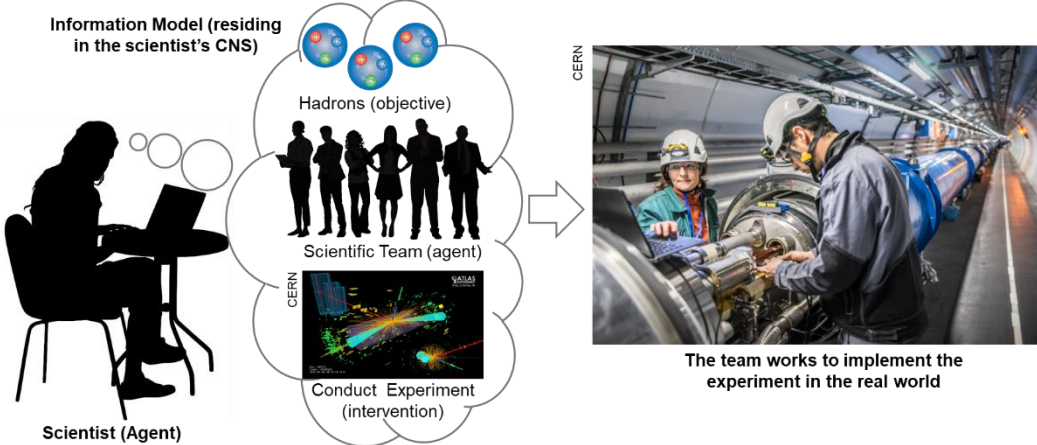 Information Model (residing
in the scientist's CNS)
Hadrons (objective)
Scientific Team (agent)
CERN
ATLAS
EXPERIMENT
Conduct Experiment
(intervention)
Scientist (Agent)
CERN
The team works to implement the
experiment in the real world